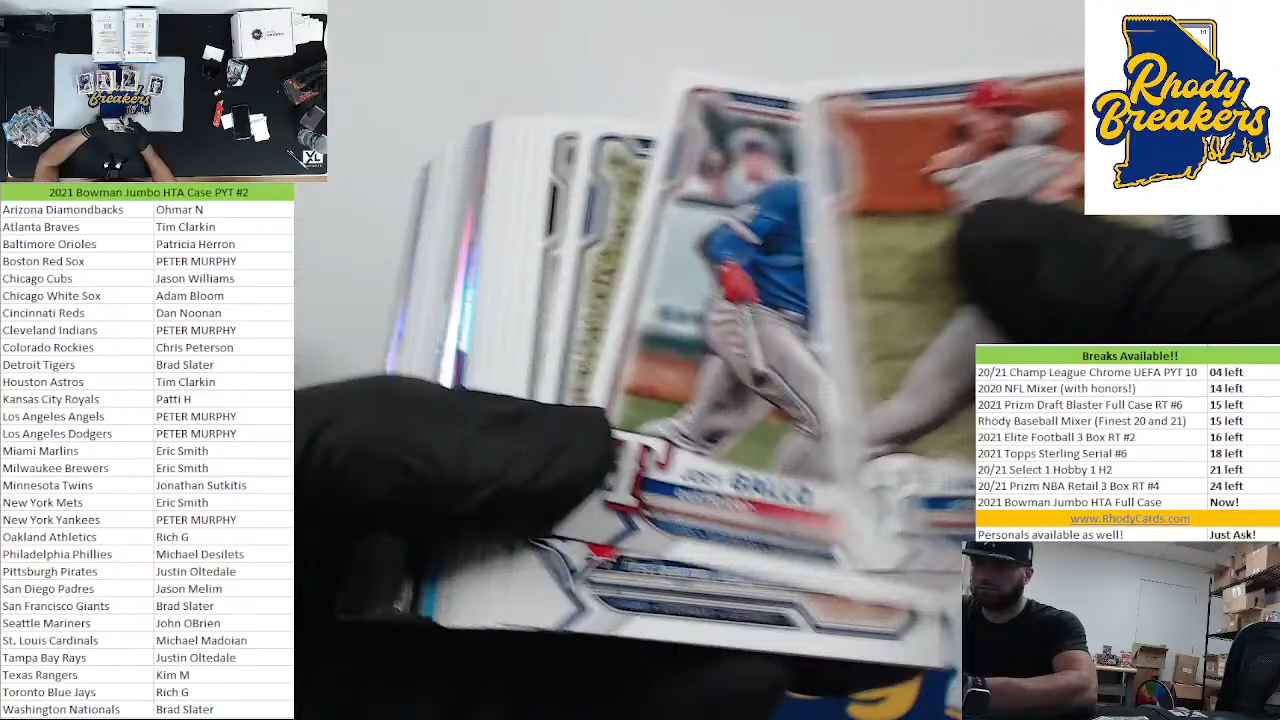 2021 Bowman Jumbo HTA Case PYT #2
Arizona Diamondbacks Ohmar N
Atlanta Braves Tim Clarkin
Baltimore Orioles Patricia Herron
Boston Red Sox PETER MURPHY
Chicago Cubs Jason Williams
Chicago White Sox Adam Bloom
Cincinnati Reds Dan Noonan
Cleveland Indians PETER MURPHY
Colorado Rockies Chris Peterson
Detroit Tigers Brad Slater
Houston Astros Tim Clarkin
Kansas City Royals Patti H
Los Angeles Angels PETER MURPHY
Los Angeles Dodgers PETER MURPHY
Miami Marlins Eric Smith
Milwaukee Brewers Eric Smith
Minnesota Twins Jonathan Sutkitis
New York Mets Eric Smith
New York Yankees PETER MURPHY
Oakland Athletics Rich G
Philadelphia Phillies Michael Desilets
Pittsburgh Pirates Justin Oltedale
San Diego Padres Jason Melim
San Francisco Giants Brad Slater
Seattle Mariners John OBrien
St. Louis Cardinals Michael Madoian
Tampa Bay Rays Justin Oltedale
Texas Rangers Kim M
Toronto Blue Jays Rich G
Washington Nationals Brad Slater
Breakers
XL
GALLO
Rhody
Breakers
Breaks Available!!
20/21 Champ League Chrome UEFA PYT 10 04 left
2020 NFL Mixer (with honors!) 14 left
2021 Prizm Draft Blaster Full Case RT #6 15 left
Rhody Baseball Mixer (Finest 20 and 21) 15 left
2021 Elite Football 3 Box RT #2 16 left
2021 Topps Sterling Serial #6 18 left
20/21 Select 1 Hobby 1 H2 21 left
20/21 Prizm NBA Retail 3 Box RT #4 24 left
2021 Bowman Jumbo HTA Full Case Now!
www.RhodyCards.com
Personals available as well! Just Ask!